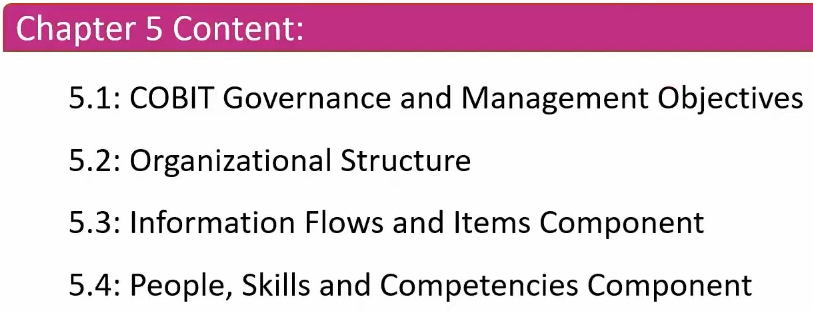 Chapter 5 Content:
5.1: COBIT Governance and Management Objectives
5.2: Organizational Structure
5.3: Information Flows and Items Component
5.4: People, Skills and Competencies Component